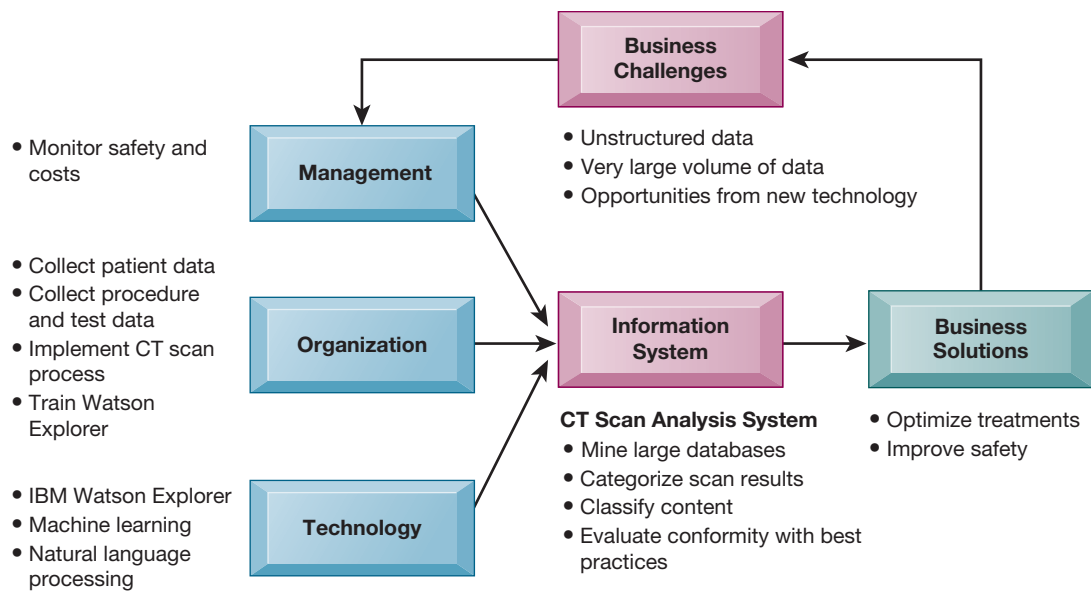 Business
Challenges
• Unstructured data
• Very large volume of data
• Opportunities from new technology
• Monitor safety and
costs
Management
• Collect patient data
• Collect procedure
and test data
• Implement CT scan
process
• Train Watson
Explorer
Organization
Information
System
Business
Solutions
CT Scan Analysis System
• Mine large databases
• Categorize scan results
• Classify content
• Evaluate conformity with best
practices
• Optimize treatments
• Improve safety
• IBM Watson Explorer
• Machine learning
• Natural language
processing
Technology